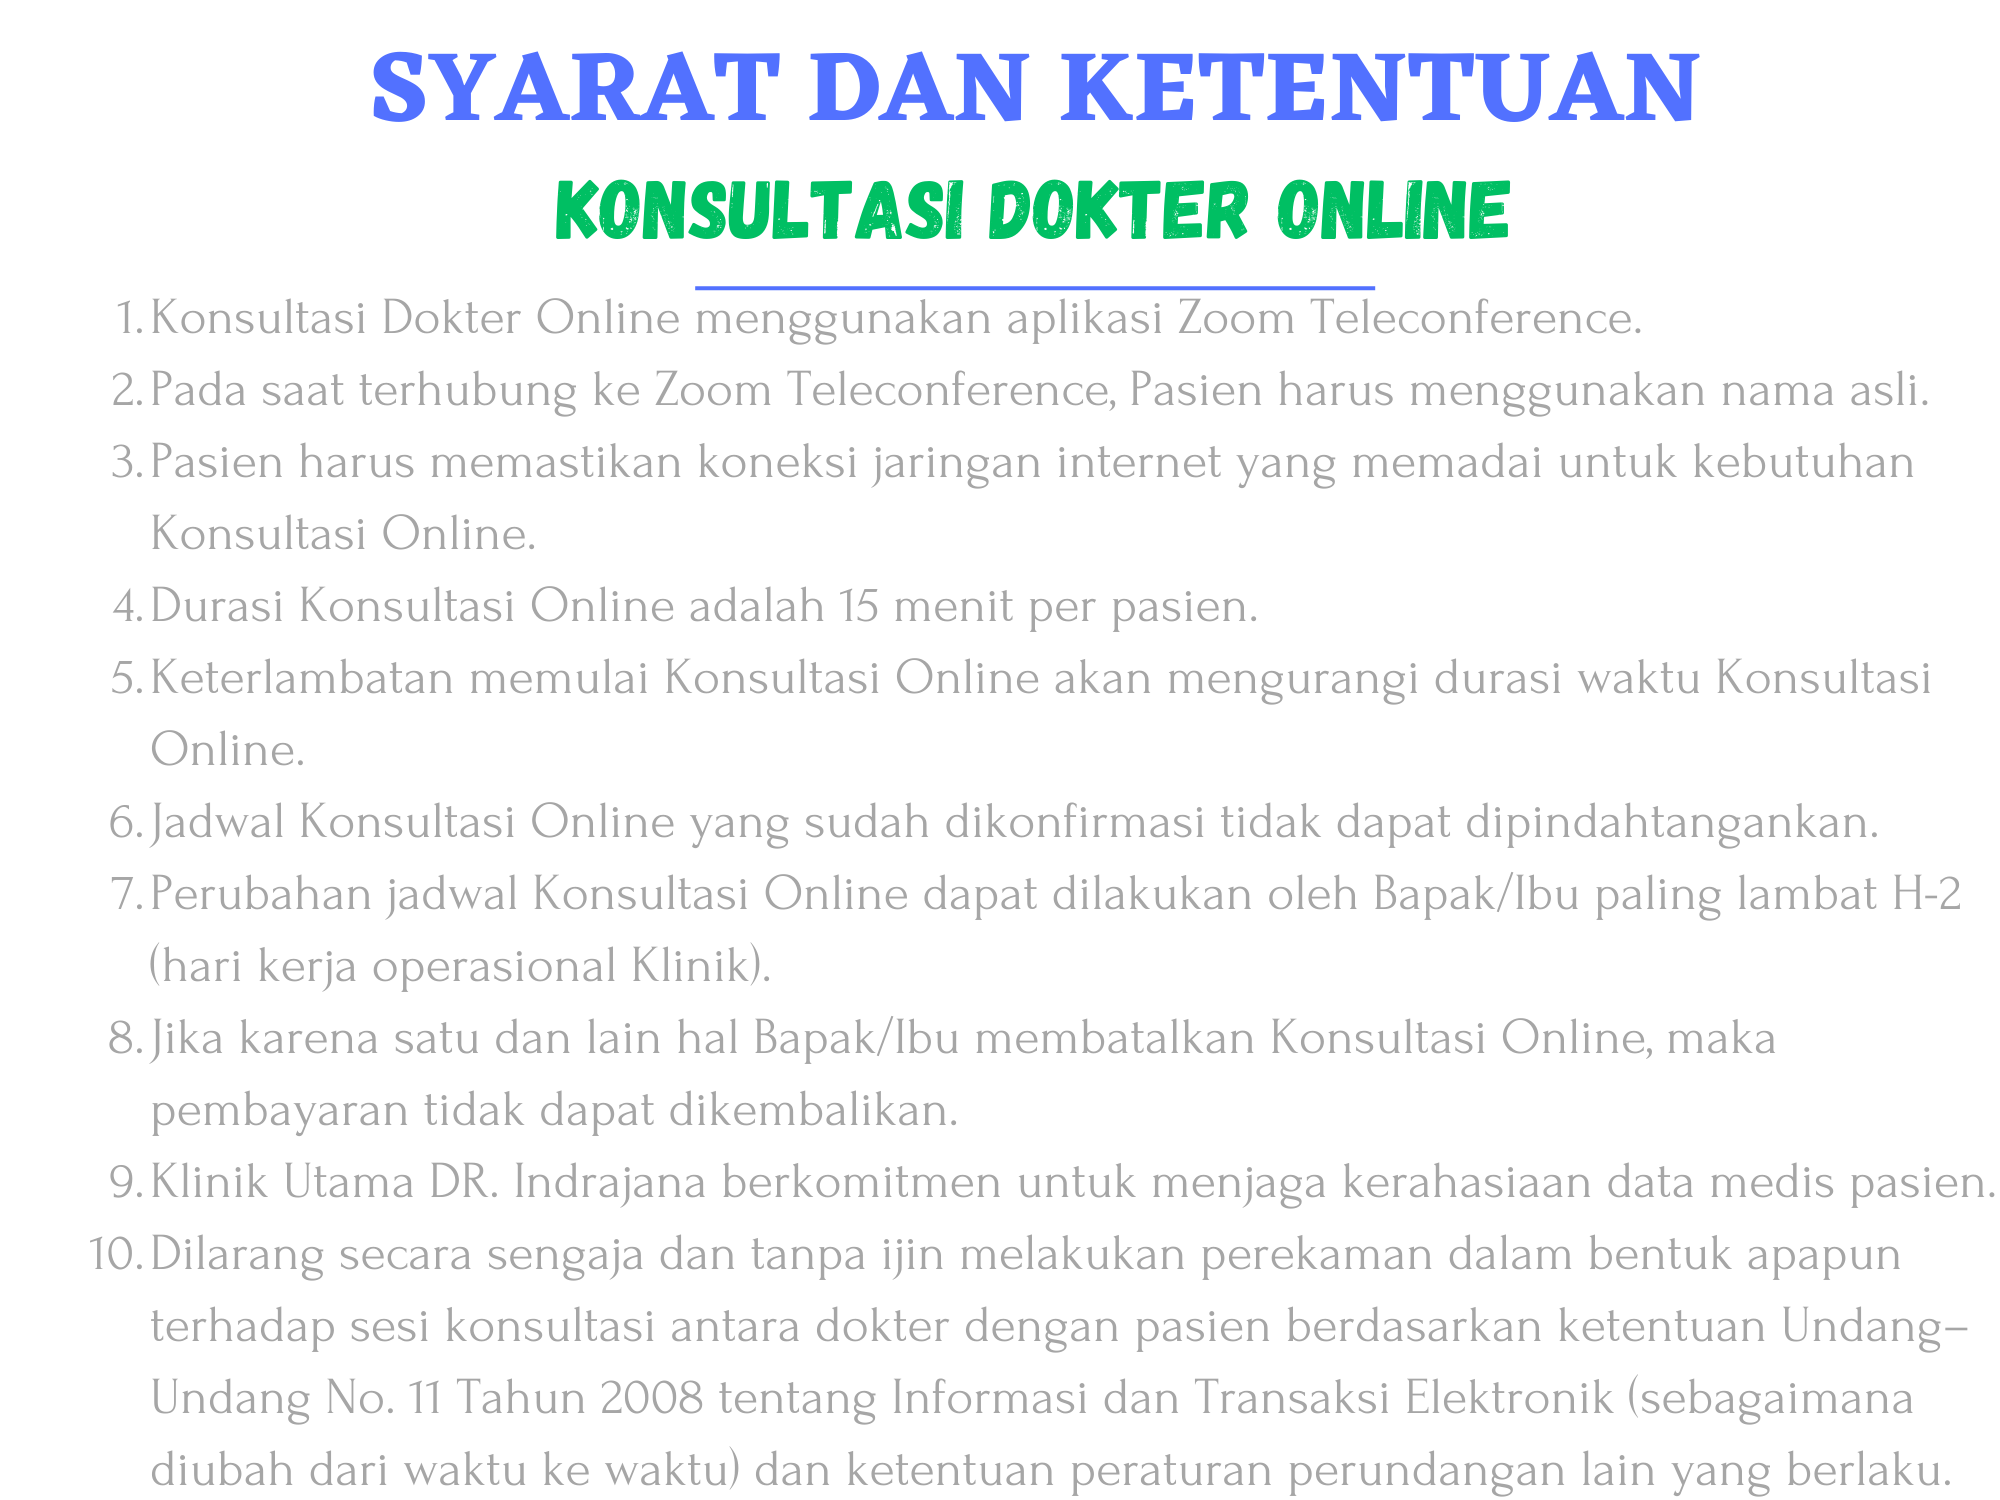 SYARAT DAN KETENTUAN
KONSULTASI DOKTER ONLINE
1. Konsultasi Dokter Online menggunakan aplikasi Zoom Teleconference.
2. Pada saat terhubung ke Zoom Teleconference, Pasien harus menggunakan nama asli.
3. Pasien harus memastikan koneksi jaringan internet yang memadai untuk kebutuhan
Konsultasi Online.
4. Durasi Konsultasi Online adalah 15 menit per pasien.
5. Keterlambatan memulai Konsultasi Online akan mengurangi durasi waktu Konsultasi
Online.
6. Jadwal Konsultasi Online yang sudah dikonfirmasi tidak dapat dipindahtangankan.
7. Perubahan jadwal Konsultasi Online dapat dilakukan oleh Bapak/Ibu paling lambat H-2
(hari kerja operasional Klinik).
8. Jika karena satu dan lain hal Bapak/Ibu membatalkan Konsultasi Online, maka
pembayaran tidak dapat dikembalikan.
9. Klinik Utama DR. Indrajana berkomitmen untuk menjaga kerahasiaan data medis pasien.
10. Dilarang secara sengaja dan tanpa ijin melakukan perekaman dalam bentuk apapun
terhadap sesi konsultasi antara dokter dengan pasien berdasarkan ketentuan Undang–
Undang No. 11 Tahun 2008 tentang Informasi dan Transaksi Elektronik (sebagaimana
diubah dari waktu ke waktu) dan ketentuan peraturan perundangan lain yang berlaku.